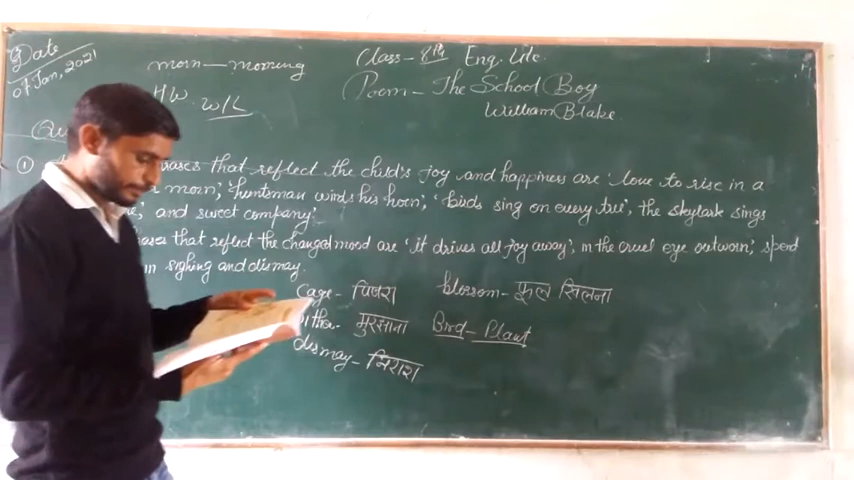 Date
07 Jan, 2021
morn — morning
Class - 8th Eng. Lite.
HW. W/L
Poem - The School Boy
William Blake
① phrases that reflect the child's joy and happiness are 'love to rise in a
morn', 'huntsman winds his horn', 'birds sing on every tree', the skylark sings
and sweet company'.
that reflect the changed mood are 'it drives all joy away', in the cruel eye outworn', spend
in sighing and dismay.
Cage - पिंजरा blossom - फूल खिलना
मुरझाना Bird - Plant
dismay - निराशा